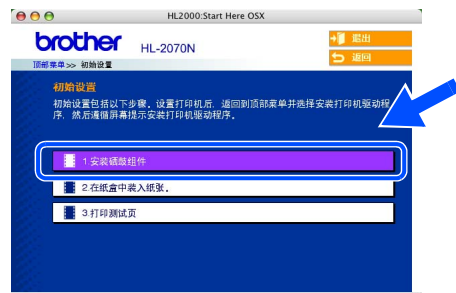 HL2000:Start Here OSX
brother HL-2070N
退出
返回
顶部菜单>> 初始设置
初始设置
初始设置包括以下步骤。设置打印机后，返回到顶部菜单并选择安装打印机驱动程
序，然后遵循屏幕提示安装打印机驱动程序。
1.安装硒鼓组件
2.在纸盒中装入纸张。
3.打印测试页